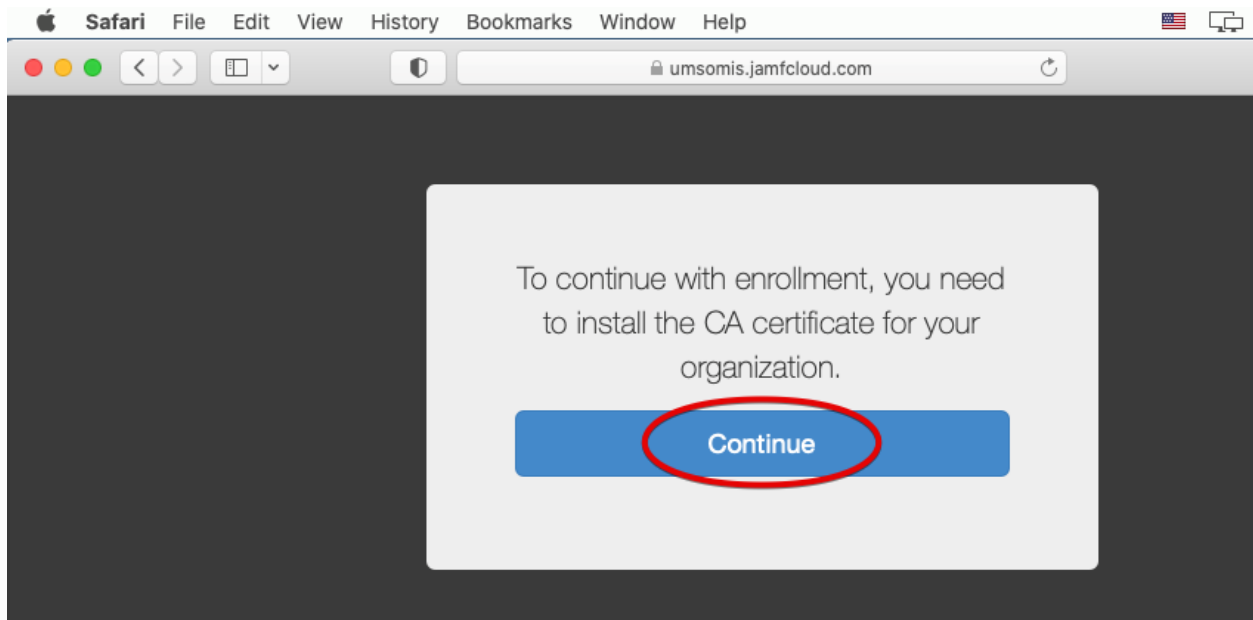 Safari File Edit View History Bookmarks Window Help
umsomis.jamfcloud.com
To continue with enrollment, you need
to install the CA certificate for your
organization.
Continue